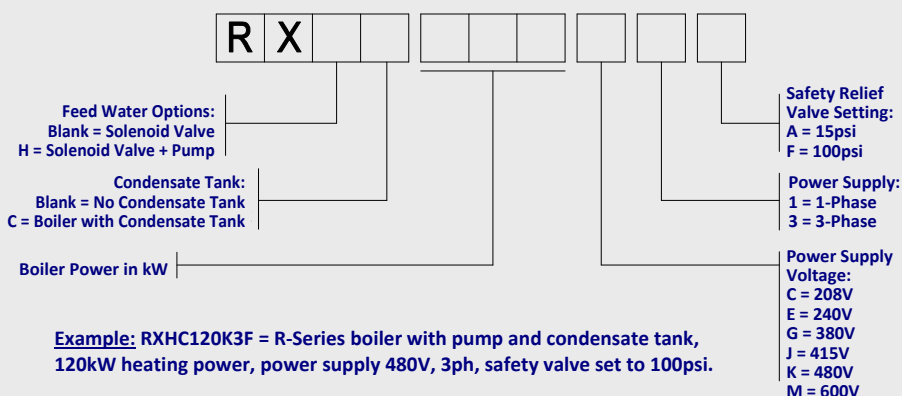 R X
Feed Water Options:
Blank = Solenoid Valve
H = Solenoid Valve + Pump
Condensate Tank:
Blank = No Condensate Tank
C = Boiler with Condensate Tank
Boiler Power in kW
Safety Relief
Valve Setting:
A = 15psi
F = 100psi
Power Supply:
1 = 1-Phase
3 = 3-Phase
Power Supply
Voltage:
C = 208V
E = 240V
G = 380V
J = 415V
K = 480V
M = 600V
Example: RXHC120K3F = R-Series boiler with pump and condensate tank,
120kW heating power, power supply 480V, 3ph, safety valve set to 100psi.